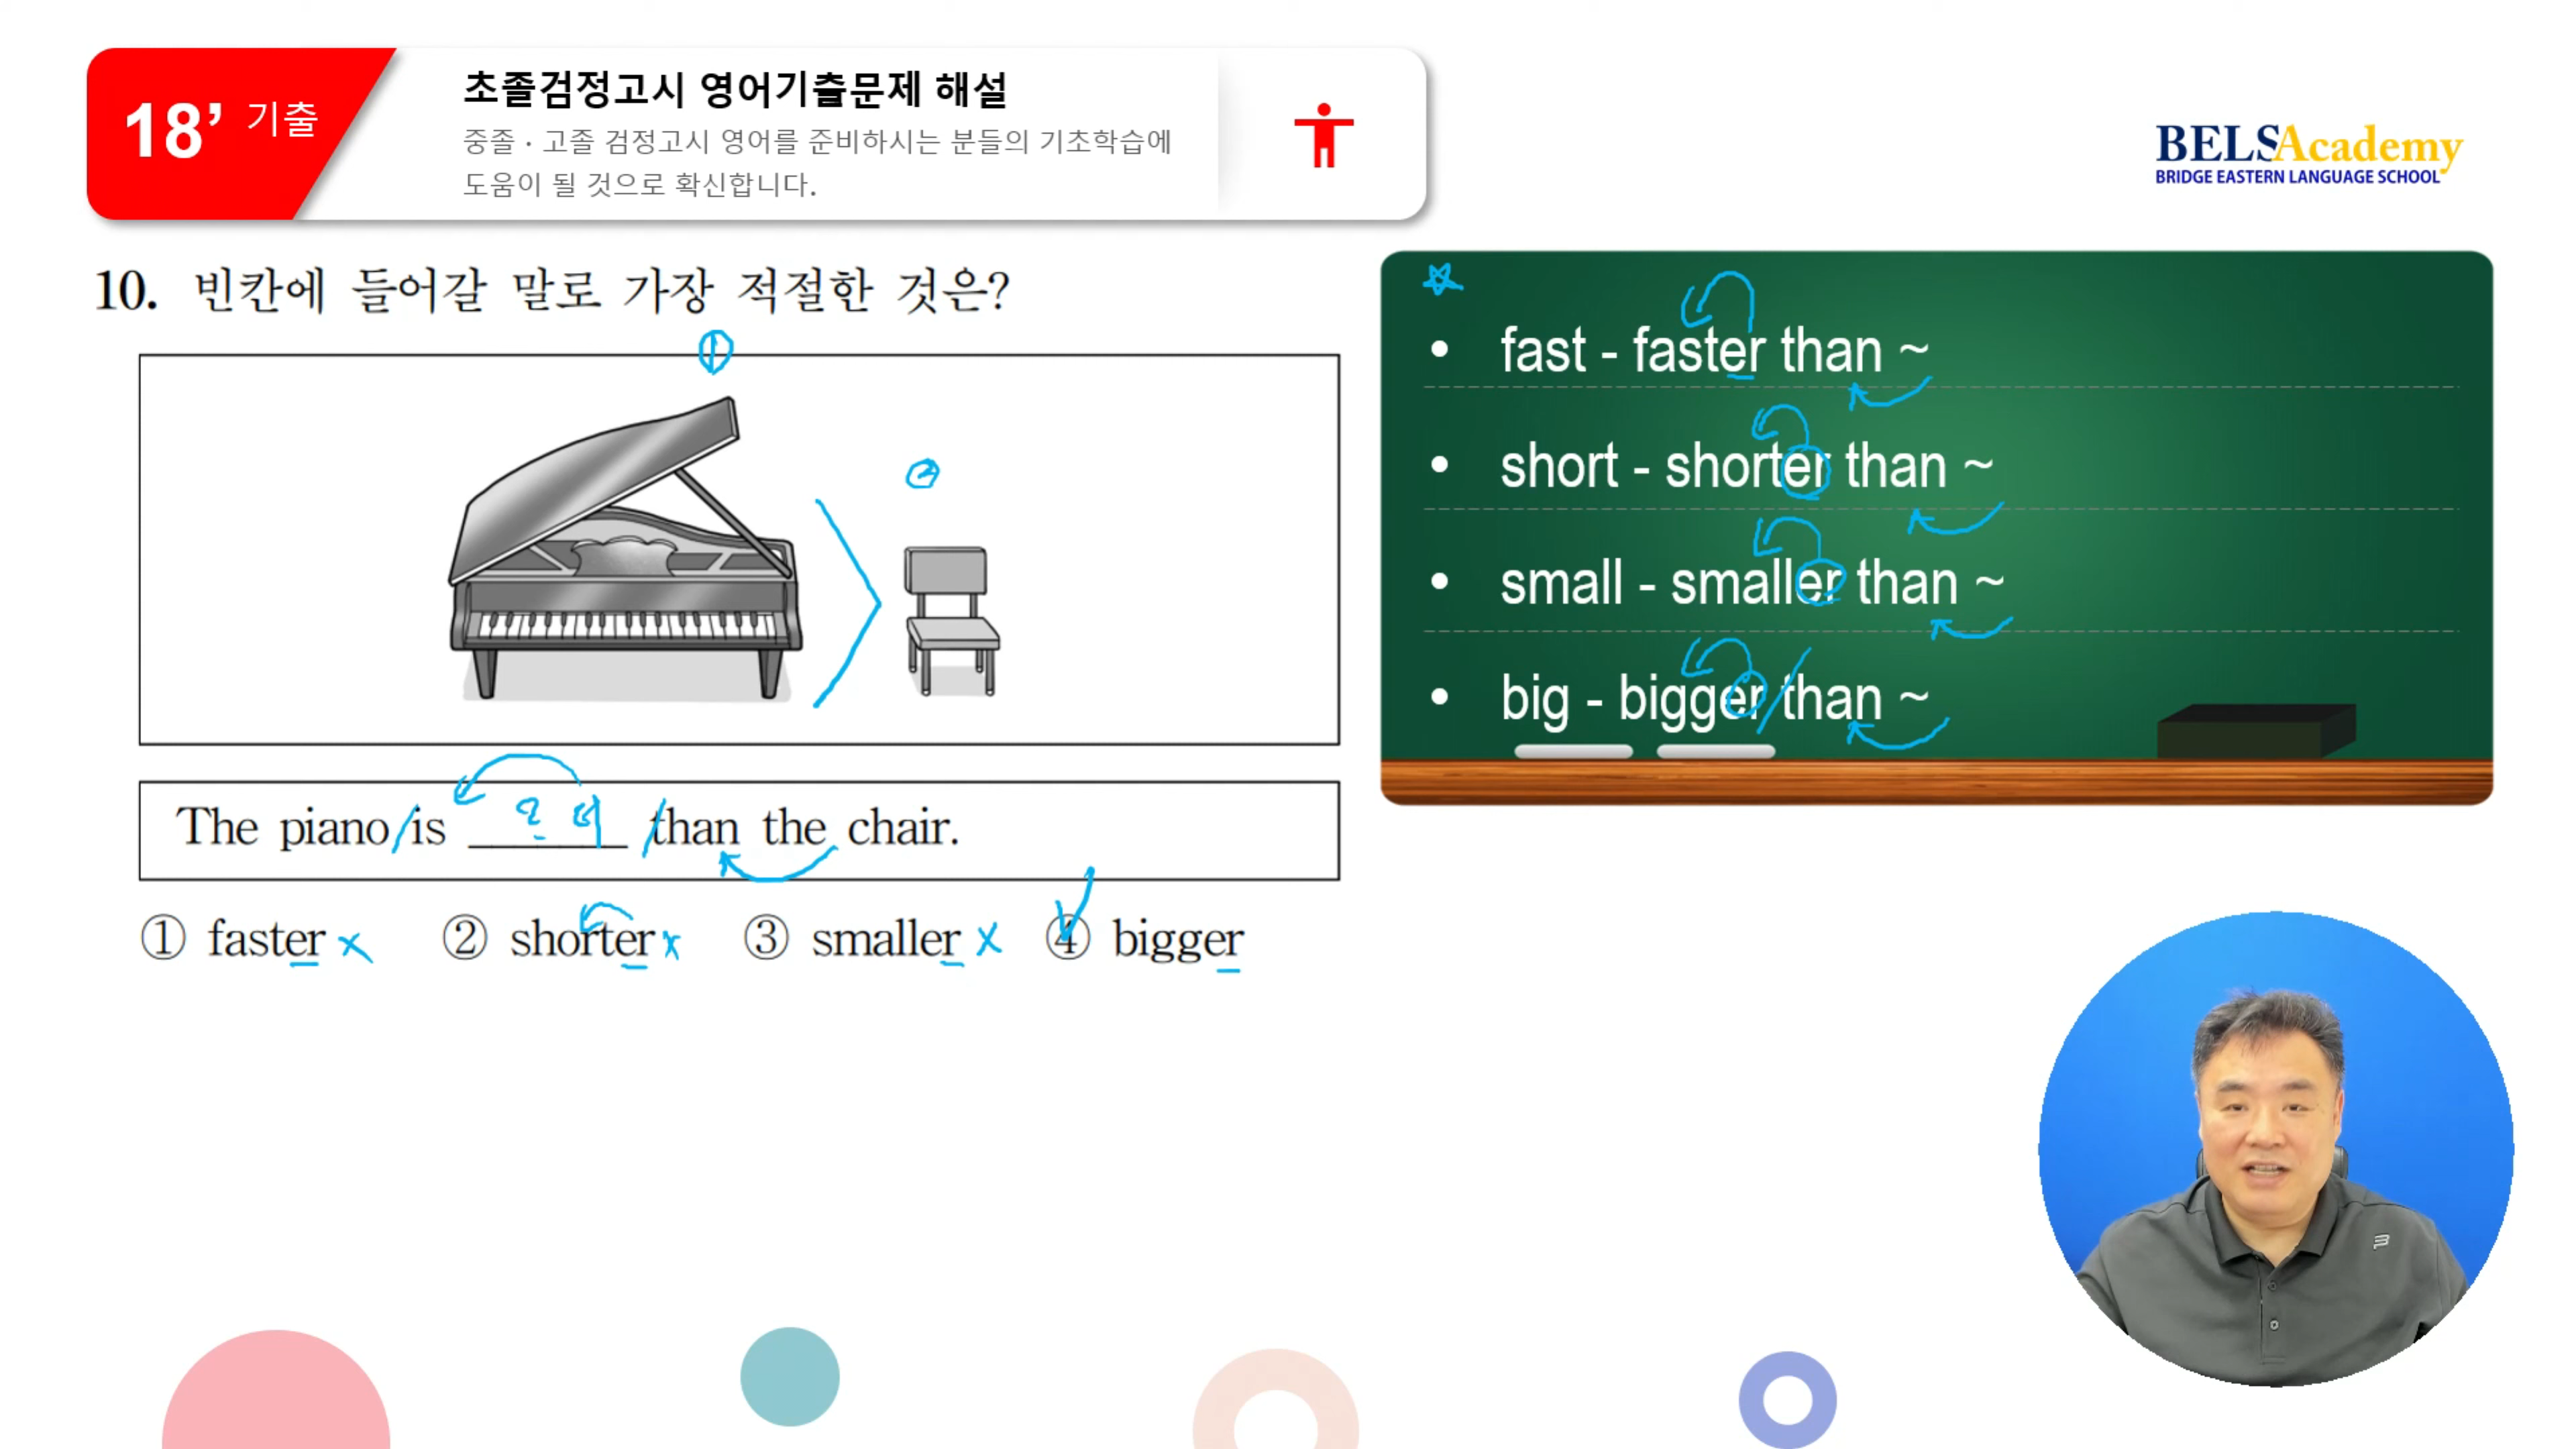 18’ 기출
초졸검정고시 영어기출문제 해설
중졸 · 고졸 검정고시 영어를 준비하시는 분들의 기초학습에
도움이 될 것으로 확신합니다.
BELSAcademy
BRIDGE EASTERN LANGUAGE SCHOOL
10. 빈칸에 들어갈 말로 가장 적절한 것은?
①
②
The piano is ? 더 than the chair.
① faster x ② shorter x ③ smaller x ④ bigger
• fast - faster than ~
• short - shorter than ~
• small - smaller than ~
• big - bigger than ~